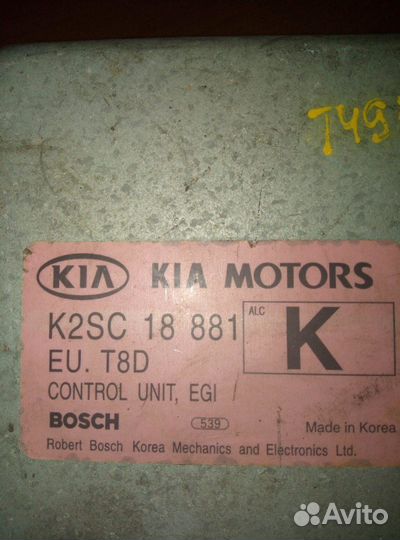 KIA KIA MOTORS
K2SC 18 881
ALC
K
EU. T8D
CONTROL UNIT, EGI
BOSCH 539 Made in Korea
Robert Bosch Korea Mechanics and Electronics Ltd.
Avito